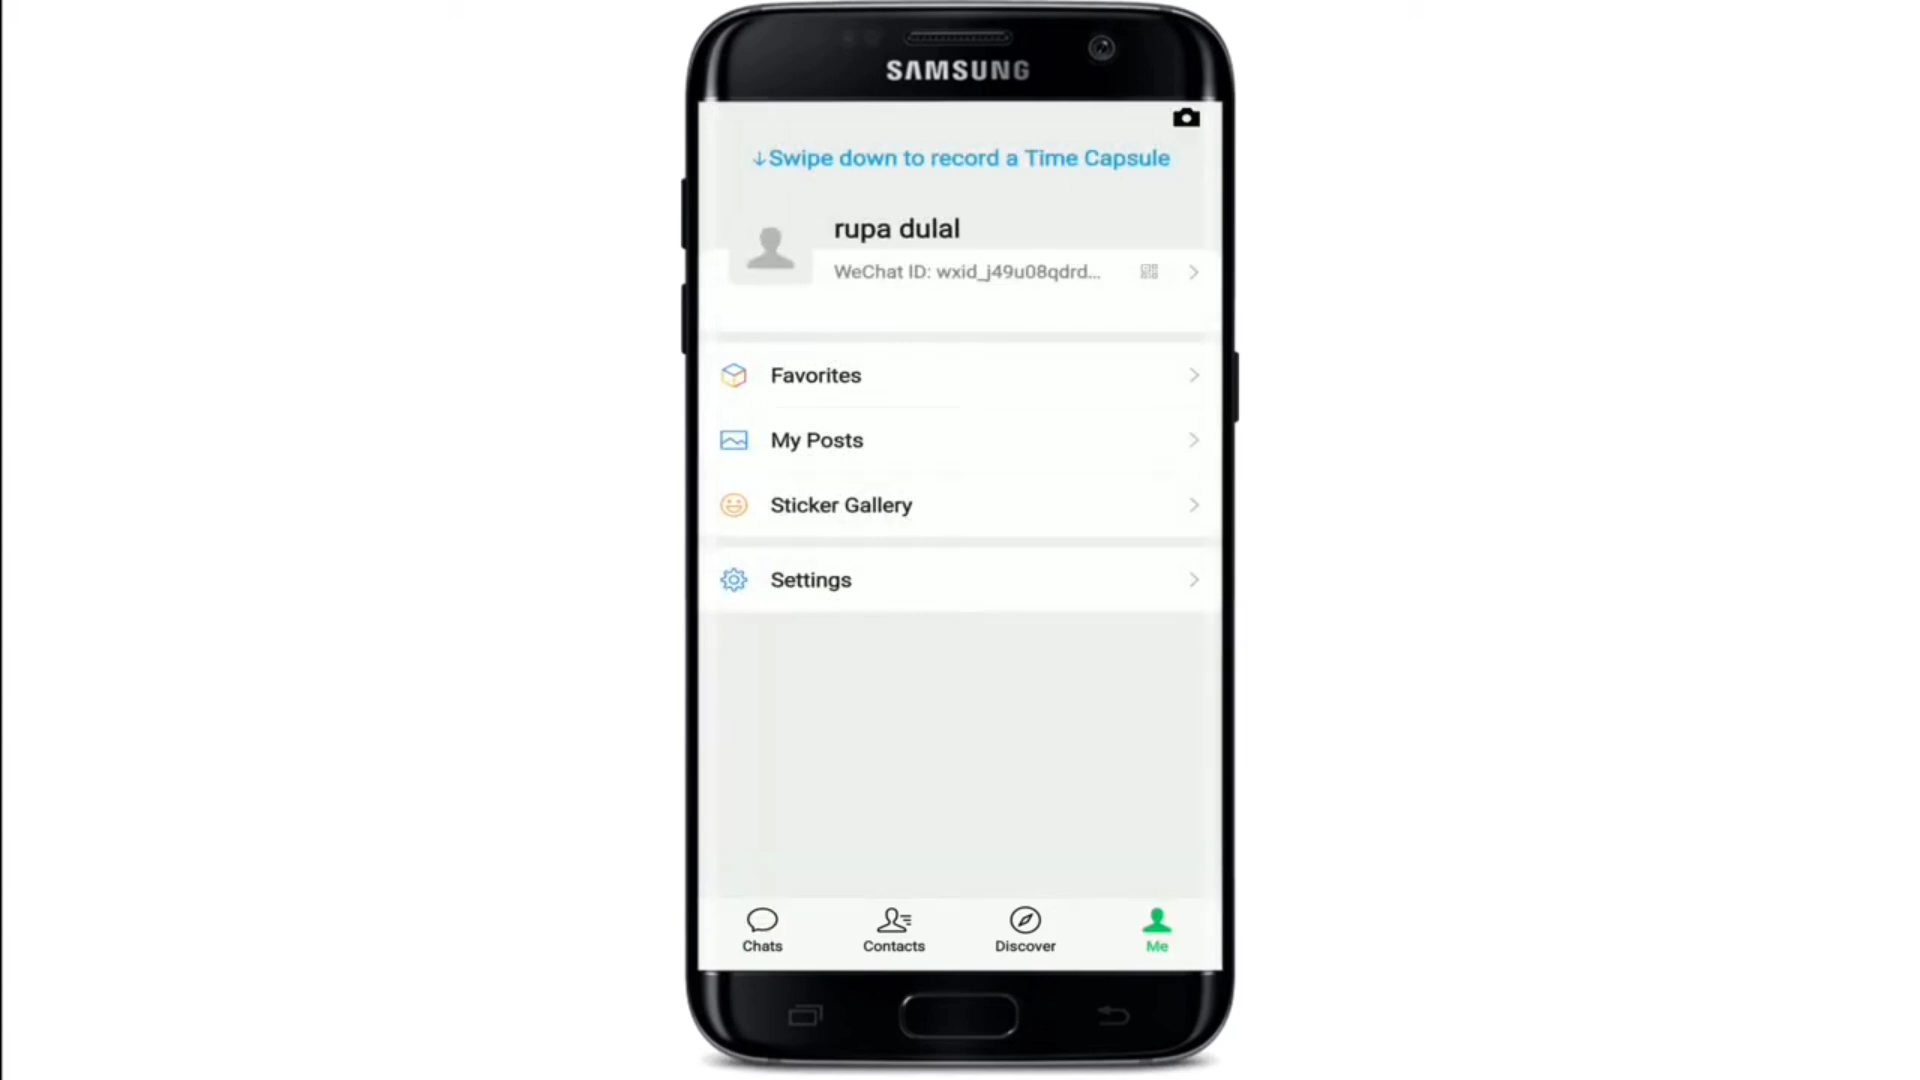 SAMSUNG
↓Swipe down to record a Time Capsule
rupa dulal
WeChat ID: wxid_j49u08qdrd...
Favorites
My Posts
Sticker Gallery
Settings
Chats
Contacts
Discover
Me